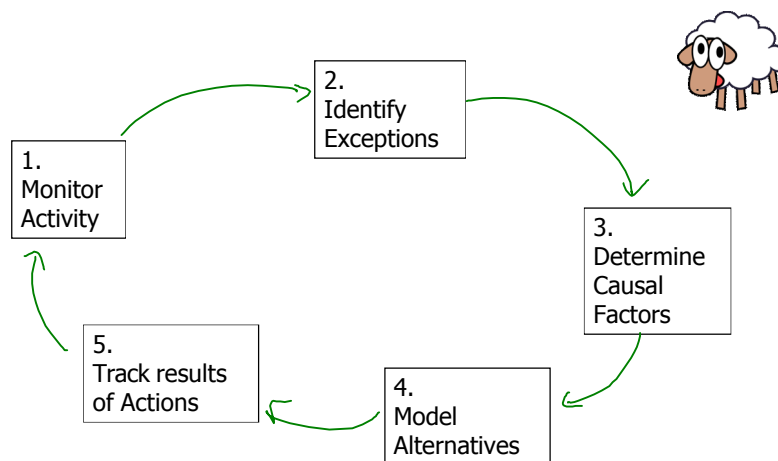 1.
Monitor
Activity
2.
Identify
Exceptions
3.
Determine
Causal
Factors
4.
Model
Alternatives
5.
Track results
of Actions